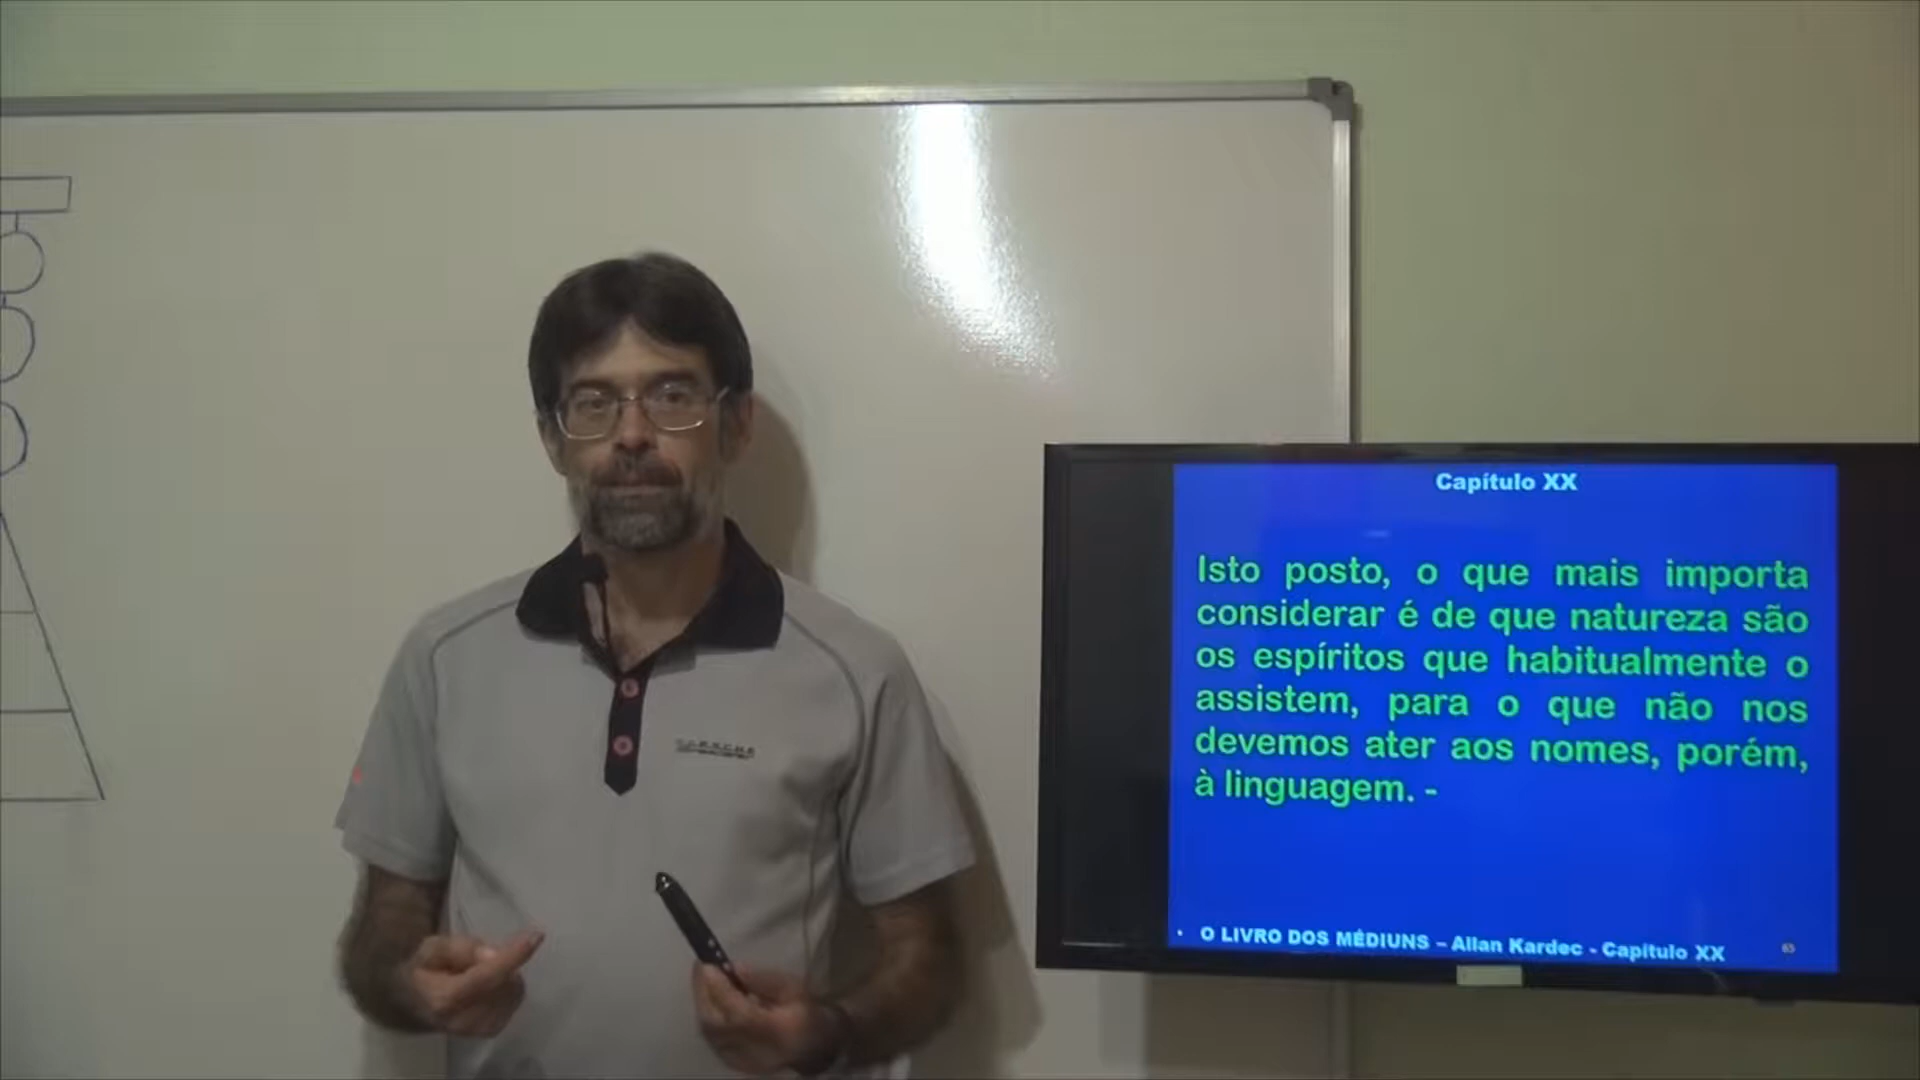 Capítulo XX
Isto posto, o que mais importa
considerar é de que natureza são
os espíritos que habitualmente o
assistem, para o que não nos
devemos ater aos nomes, porém,
à linguagem. -
• O LIVRO DOS MÉDIUNS – Allan Kardec - Capítulo XX